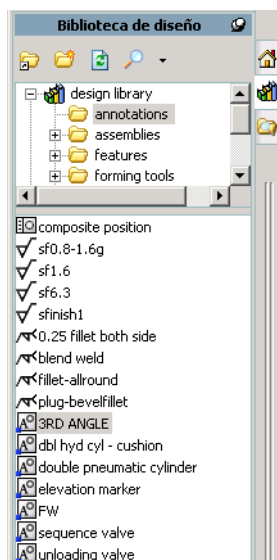 Biblioteca de diseño
design library
annotations
assemblies
features
forming tools
composite position
sf0.8-1.6g
sf1.6
sf6.3
sfinish1
0.25 fillet both side
blend weld
fillet-allround
plug-bevelfillet
3RD ANGLE
dbl hyd cyl - cushion
double pneumatic cylinder
elevation marker
FW
sequence valve
unloading valve